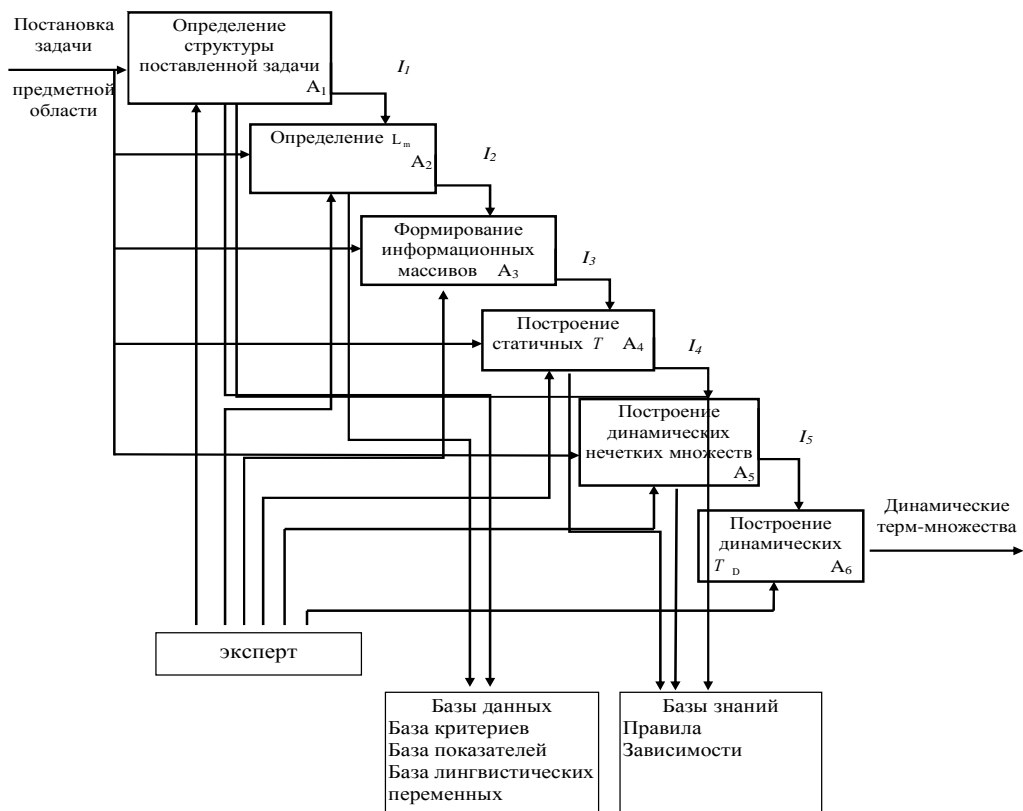 Постановка
задачи
предметной
области
Определение
структуры
поставленной задачи
A1
I1
Определение Lm
A2
I2
Формирование
информационных
массивов A3
I3
Построение
статичных T A4
I4
Построение
динамических
нечетких множеств
A5
I5
Построение
динамических
T D A6
Динамические
терм-множества
эксперт
Базы данных
База критериев
База показателей
База лингвистических
переменных
Базы знаний
Правила
Зависимости